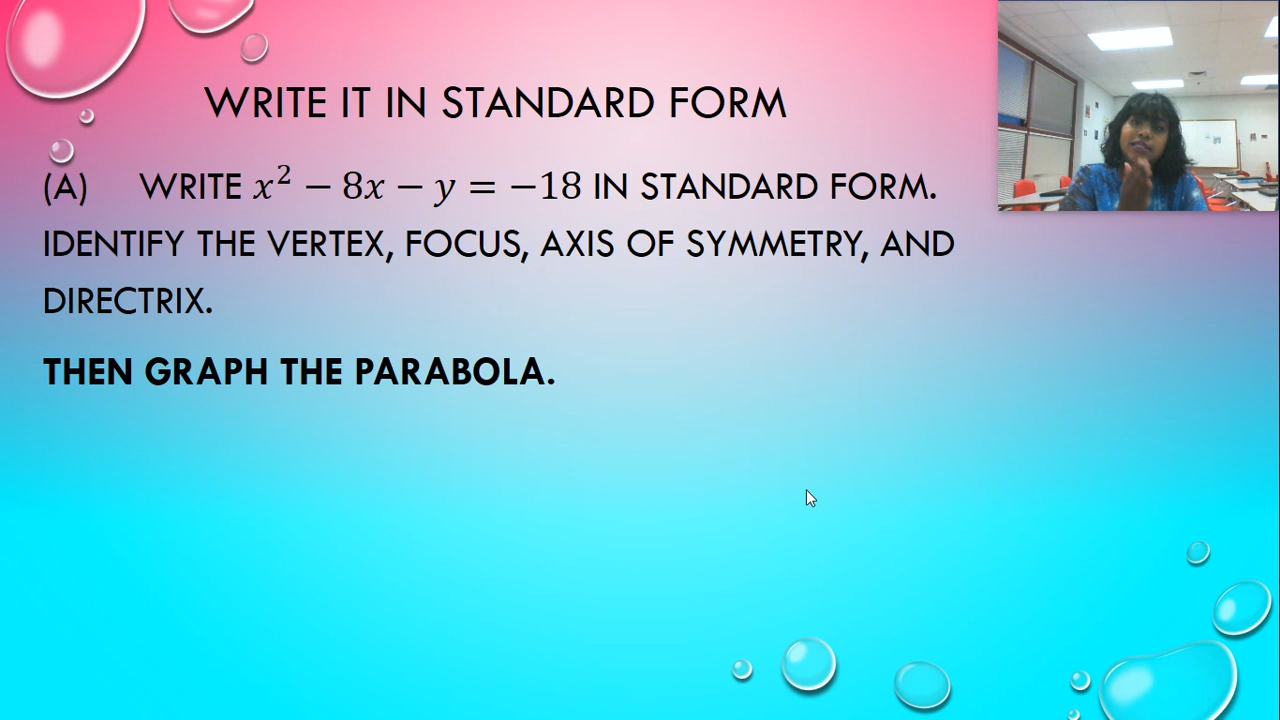 WRITE IT IN STANDARD FORM
(A) WRITE x² − 8x − y = −18 IN STANDARD FORM.
IDENTIFY THE VERTEX, FOCUS, AXIS OF SYMMETRY, AND
DIRECTRIX.
THEN GRAPH THE PARABOLA.